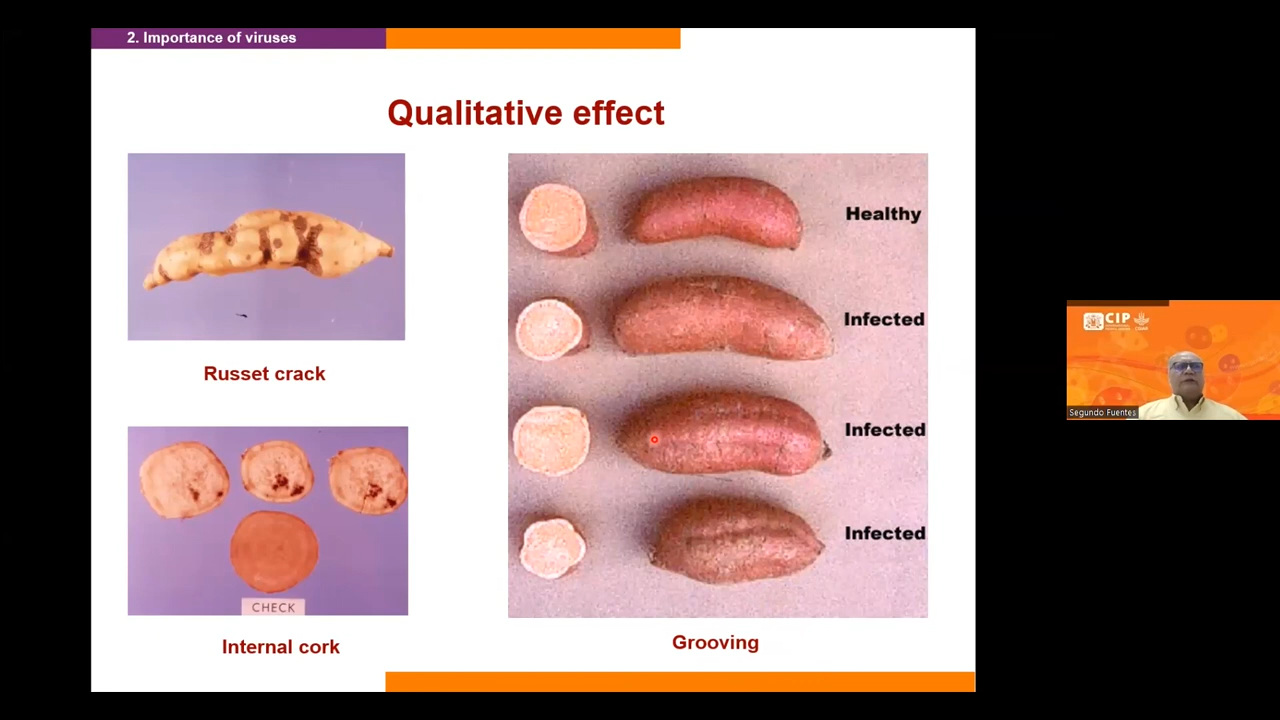 2. Importance of viruses
Qualitative effect
Russet crack
CHECK
Internal cork
Healthy
Infected
Infected
Infected
Grooving
CIP
Segundo Fuentes